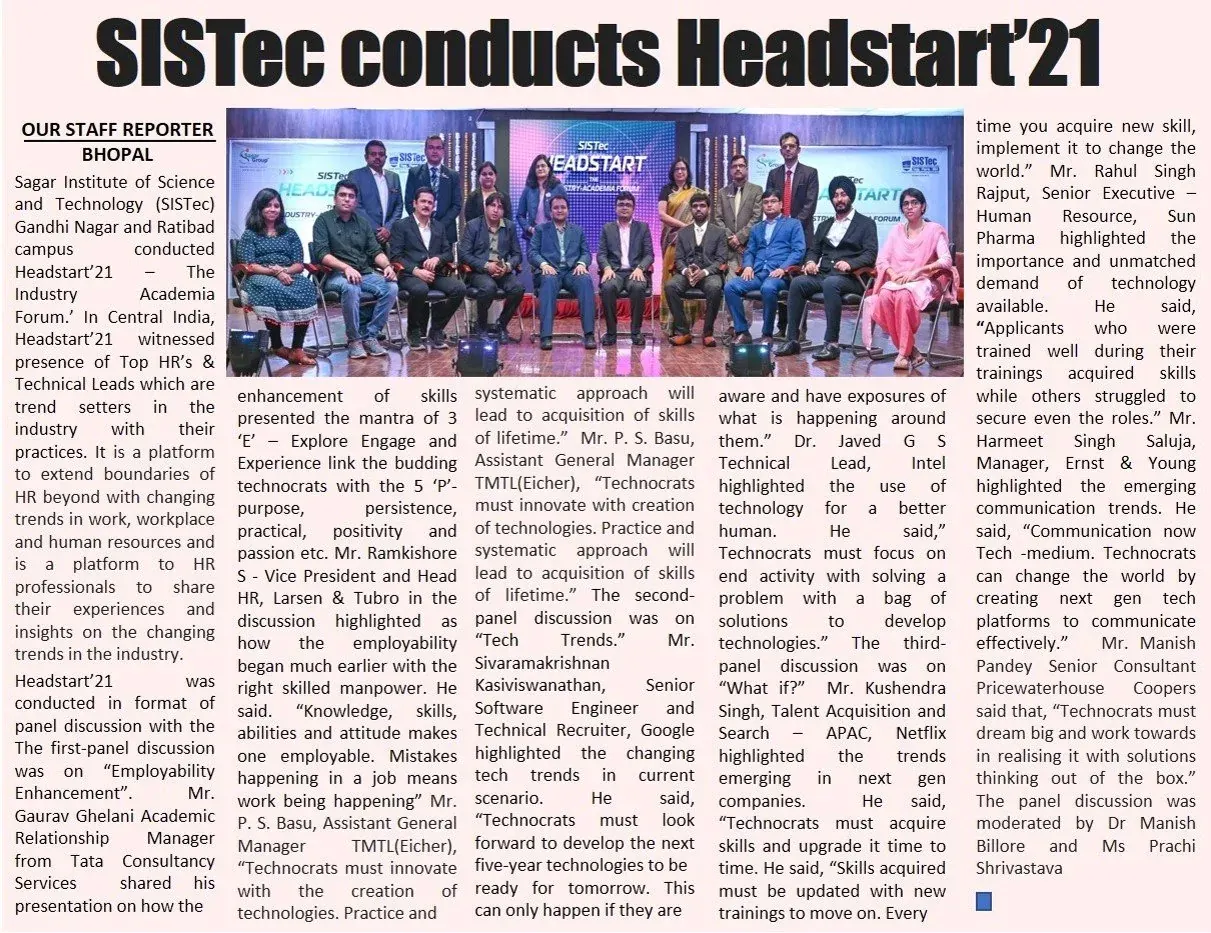 SISTec conducts Headstart’21
OUR STAFF REPORTER
BHOPAL
Sagar Institute of Science
and Technology (SISTec)
Gandhi Nagar and Ratibad
campus conducted
Headstart’21 – The
Industry Academia
Forum.’ In Central India,
Headstart’21 witnessed
presence of Top HR’s &
Technical Leads which are
trend setters in the
industry with their
practices. It is a platform
to extend boundaries of
HR beyond with changing
trends in work, workplace
and human resources and
is a platform to HR
professionals to share
their experiences and
insights on the changing
trends in the industry.
Headstart’21 was
conducted in format of
panel discussion with the
The first-panel discussion
was on “Employability
Enhancement”. Mr.
Gaurav Ghelani Academic
Relationship Manager
from Tata Consultancy
Services shared his
presentation on how the
SISTec
HEADSTART
THE
INDUSTRY-ACADEMIA FORUM
SISTec
SISTec
HEADSTART
SISTec
enhancement of skills
presented the mantra of 3
‘E’ – Explore Engage and
Experience link the budding
technocrats with the 5 ‘P’-
purpose, persistence,
practical, positivity and
passion etc. Mr. Ramkishore
S - Vice President and Head
HR, Larsen & Tubro in the
discussion highlighted as
how the employability
began much earlier with the
right skilled manpower. He
said. “Knowledge, skills,
abilities and attitude makes
one employable. Mistakes
happening in a job means
work being happening” Mr.
P. S. Basu, Assistant General
Manager TMTL(Eicher),
“Technocrats must innovate
with the creation of
technologies. Practice and
systematic approach will
lead to acquisition of skills
of lifetime.” Mr. P. S. Basu,
Assistant General Manager
TMTL(Eicher), “Technocrats
must innovate with creation
of technologies. Practice and
systematic approach will
lead to acquisition of skills
of lifetime.” The second-
panel discussion was on
“Tech Trends.” Mr.
Sivaramakrishnan
Kasiviswanathan, Senior
Software Engineer and
Technical Recruiter, Google
highlighted the changing
tech trends in current
scenario. He said,
“Technocrats must look
forward to develop the next
five-year technologies to be
ready for tomorrow. This
can only happen if they are
aware and have exposures of
what is happening around
them.” Dr. Javed G S
Technical Lead, Intel
highlighted the use of
technology for a better
human. He said,”
Technocrats must focus on
end activity with solving a
problem with a bag of
solutions to develop
technologies.” The third-
panel discussion was on
“What if?” Mr. Kushendra
Singh, Talent Acquisition and
Search – APAC, Netflix
highlighted the trends
emerging in next gen
companies. He said,
“Technocrats must acquire
skills and upgrade it time to
time. He said, “Skills acquired
must be updated with new
trainings to move on. Every
time you acquire new skill,
implement it to change the
world.” Mr. Rahul Singh
Rajput, Senior Executive –
Human Resource, Sun
Pharma highlighted the
importance and unmatched
demand of technology
available. He said,
“Applicants who were
trained well during their
trainings acquired skills
while others struggled to
secure even the roles.” Mr.
Harmeet Singh Saluja,
Manager, Ernst & Young
highlighted the emerging
communication trends. He
said, “Communication now
Tech -medium. Technocrats
can change the world by
creating next gen tech
platforms to communicate
effectively.” Mr. Manish
Pandey Senior Consultant
Pricewaterhouse Coopers
said that, “Technocrats must
dream big and work towards
in realising it with solutions
thinking out of the box.”
The panel discussion was
moderated by Dr Manish
Billore and Ms Prachi
Shrivastava